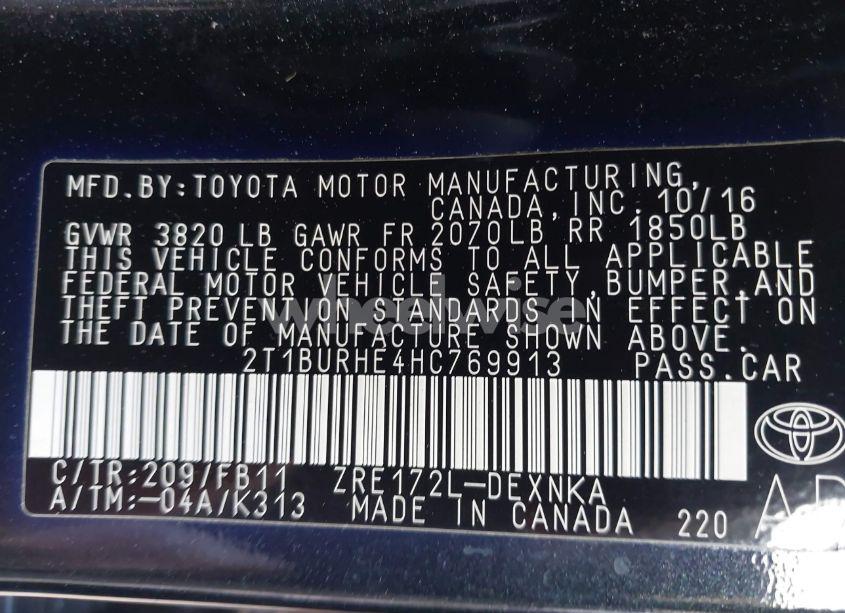 MFD.BY:TOYOTA MOTOR MANUFACTURING,
CANADA,INC. 10/16
GVWR 3820 LB GAWR FR 2070LB RR 1850LB
THIS VEHICLE CONFORMS TO ALL APPLICABLE
FEDERAL MOTOR VEHICLE SAFETY,BUMPER,AND
THEFT PREVENTION STANDARDS IN EFFECT ON
THE DATE OF MANUFACTURE SHOWN ABOVE.
2T1BURHE4HC769913 PASS.CAR
C/TR:209/FB11 ZRE172L-DEXNKA
A/TM:-04A/K313 MADE IN CANADA 220